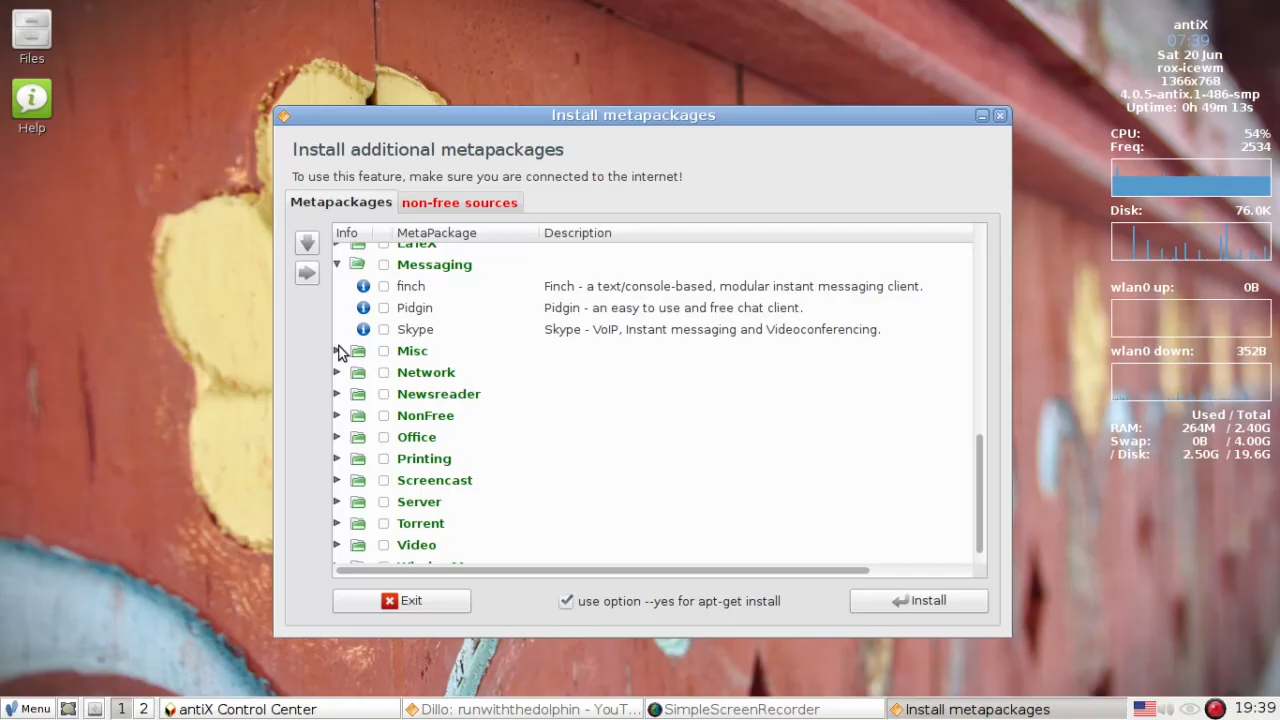 Files
Help
antiX
07:39
Sat 20 Jun
rox-icewm
1366x768
4.0.5-antix.1-486-smp
Uptime: 0h 49m 13s
CPU: 54%
Freq: 2534
Disk: 76.0K
wlan0 up: 0B
wlan0 down: 352B
Used / Total
RAM: 264M / 2.40G
Swap: 0B / 4.00G
/ Disk: 2.50G / 19.6G
Install metapackages
Install additional metapackages
To use this feature, make sure you are connected to the internet!
Metapackages non-free sources
Info MetaPackage Description
LaTeX
Messaging
finch Finch - a text/console-based, modular instant messaging client.
Pidgin Pidgin - an easy to use and free chat client.
Skype Skype - VoIP, Instant messaging and Videoconferencing.
Misc
Network
Newsreader
NonFree
Office
Printing
Screencast
Server
Torrent
Video
Exit use option --yes for apt-get install Install
Menu 1 2 antiX Control Center Dillo: runwiththedolphin - YouT... SimpleScreenRecorder Install metapackages 19:39